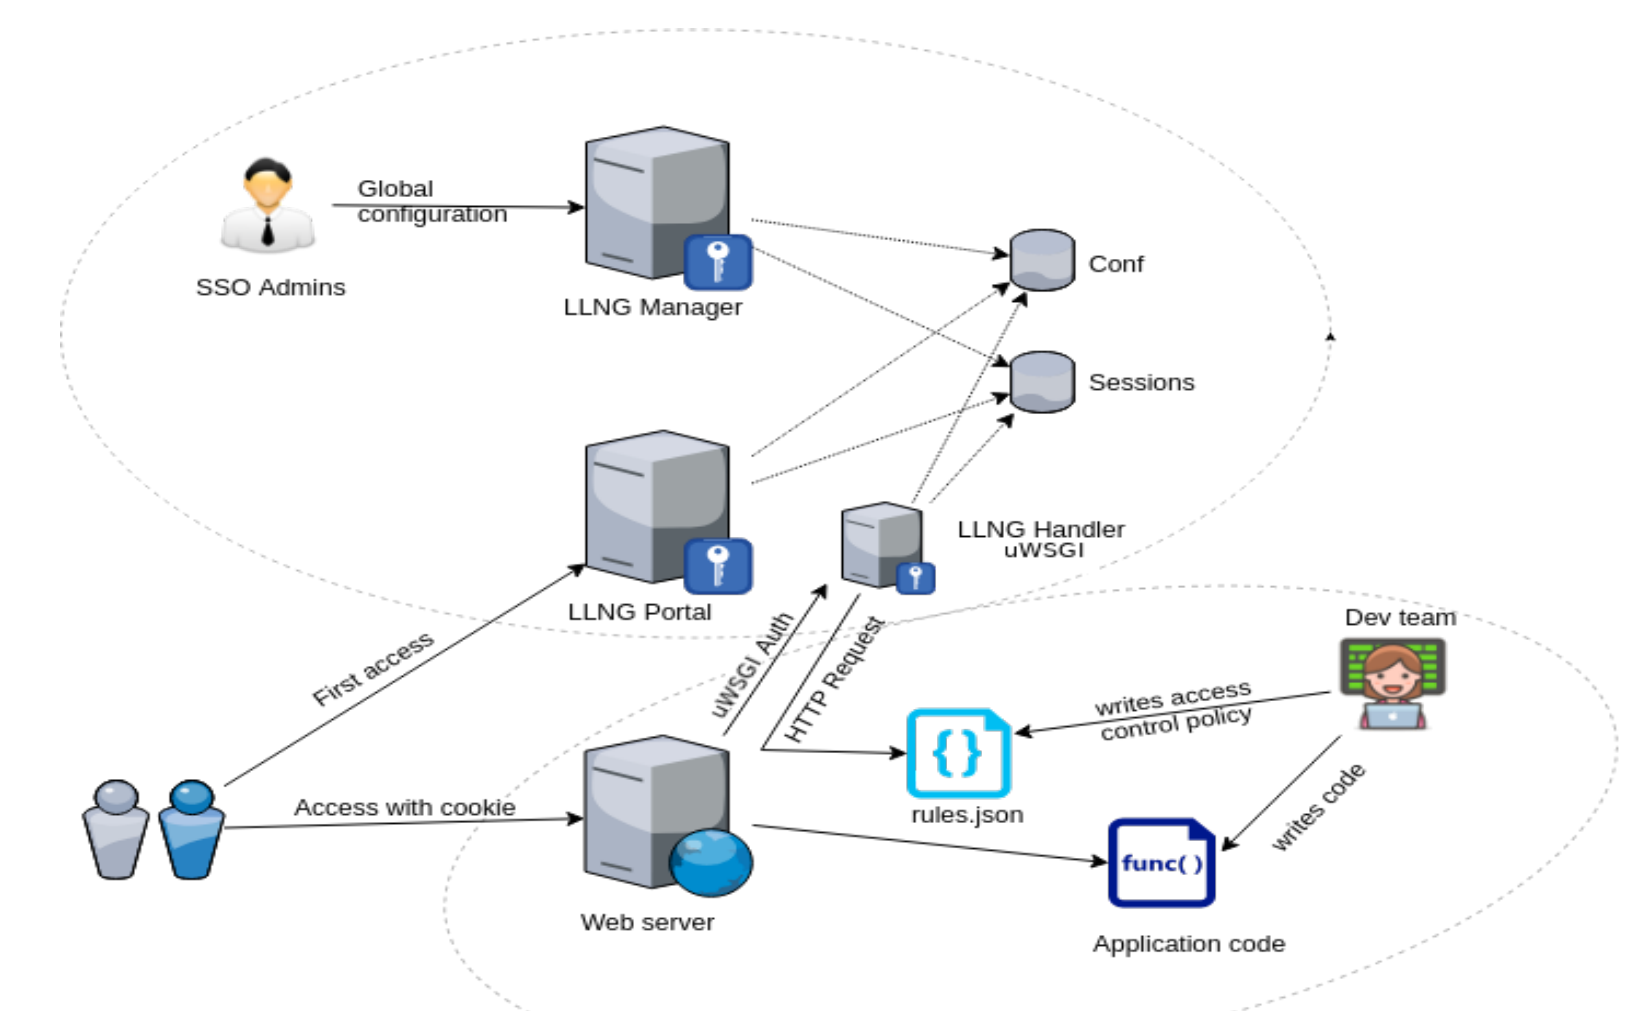 Global
configuration
SSO Admins
LLNG Manager
Conf
Sessions
LLNG Handler
uWSGI
LLNG Portal
First access
uWSGI Auth
HTTP Request
Dev team
writes access
control policy
{}
rules.json
writes code
Access with cookie
func()
Web server
Application code